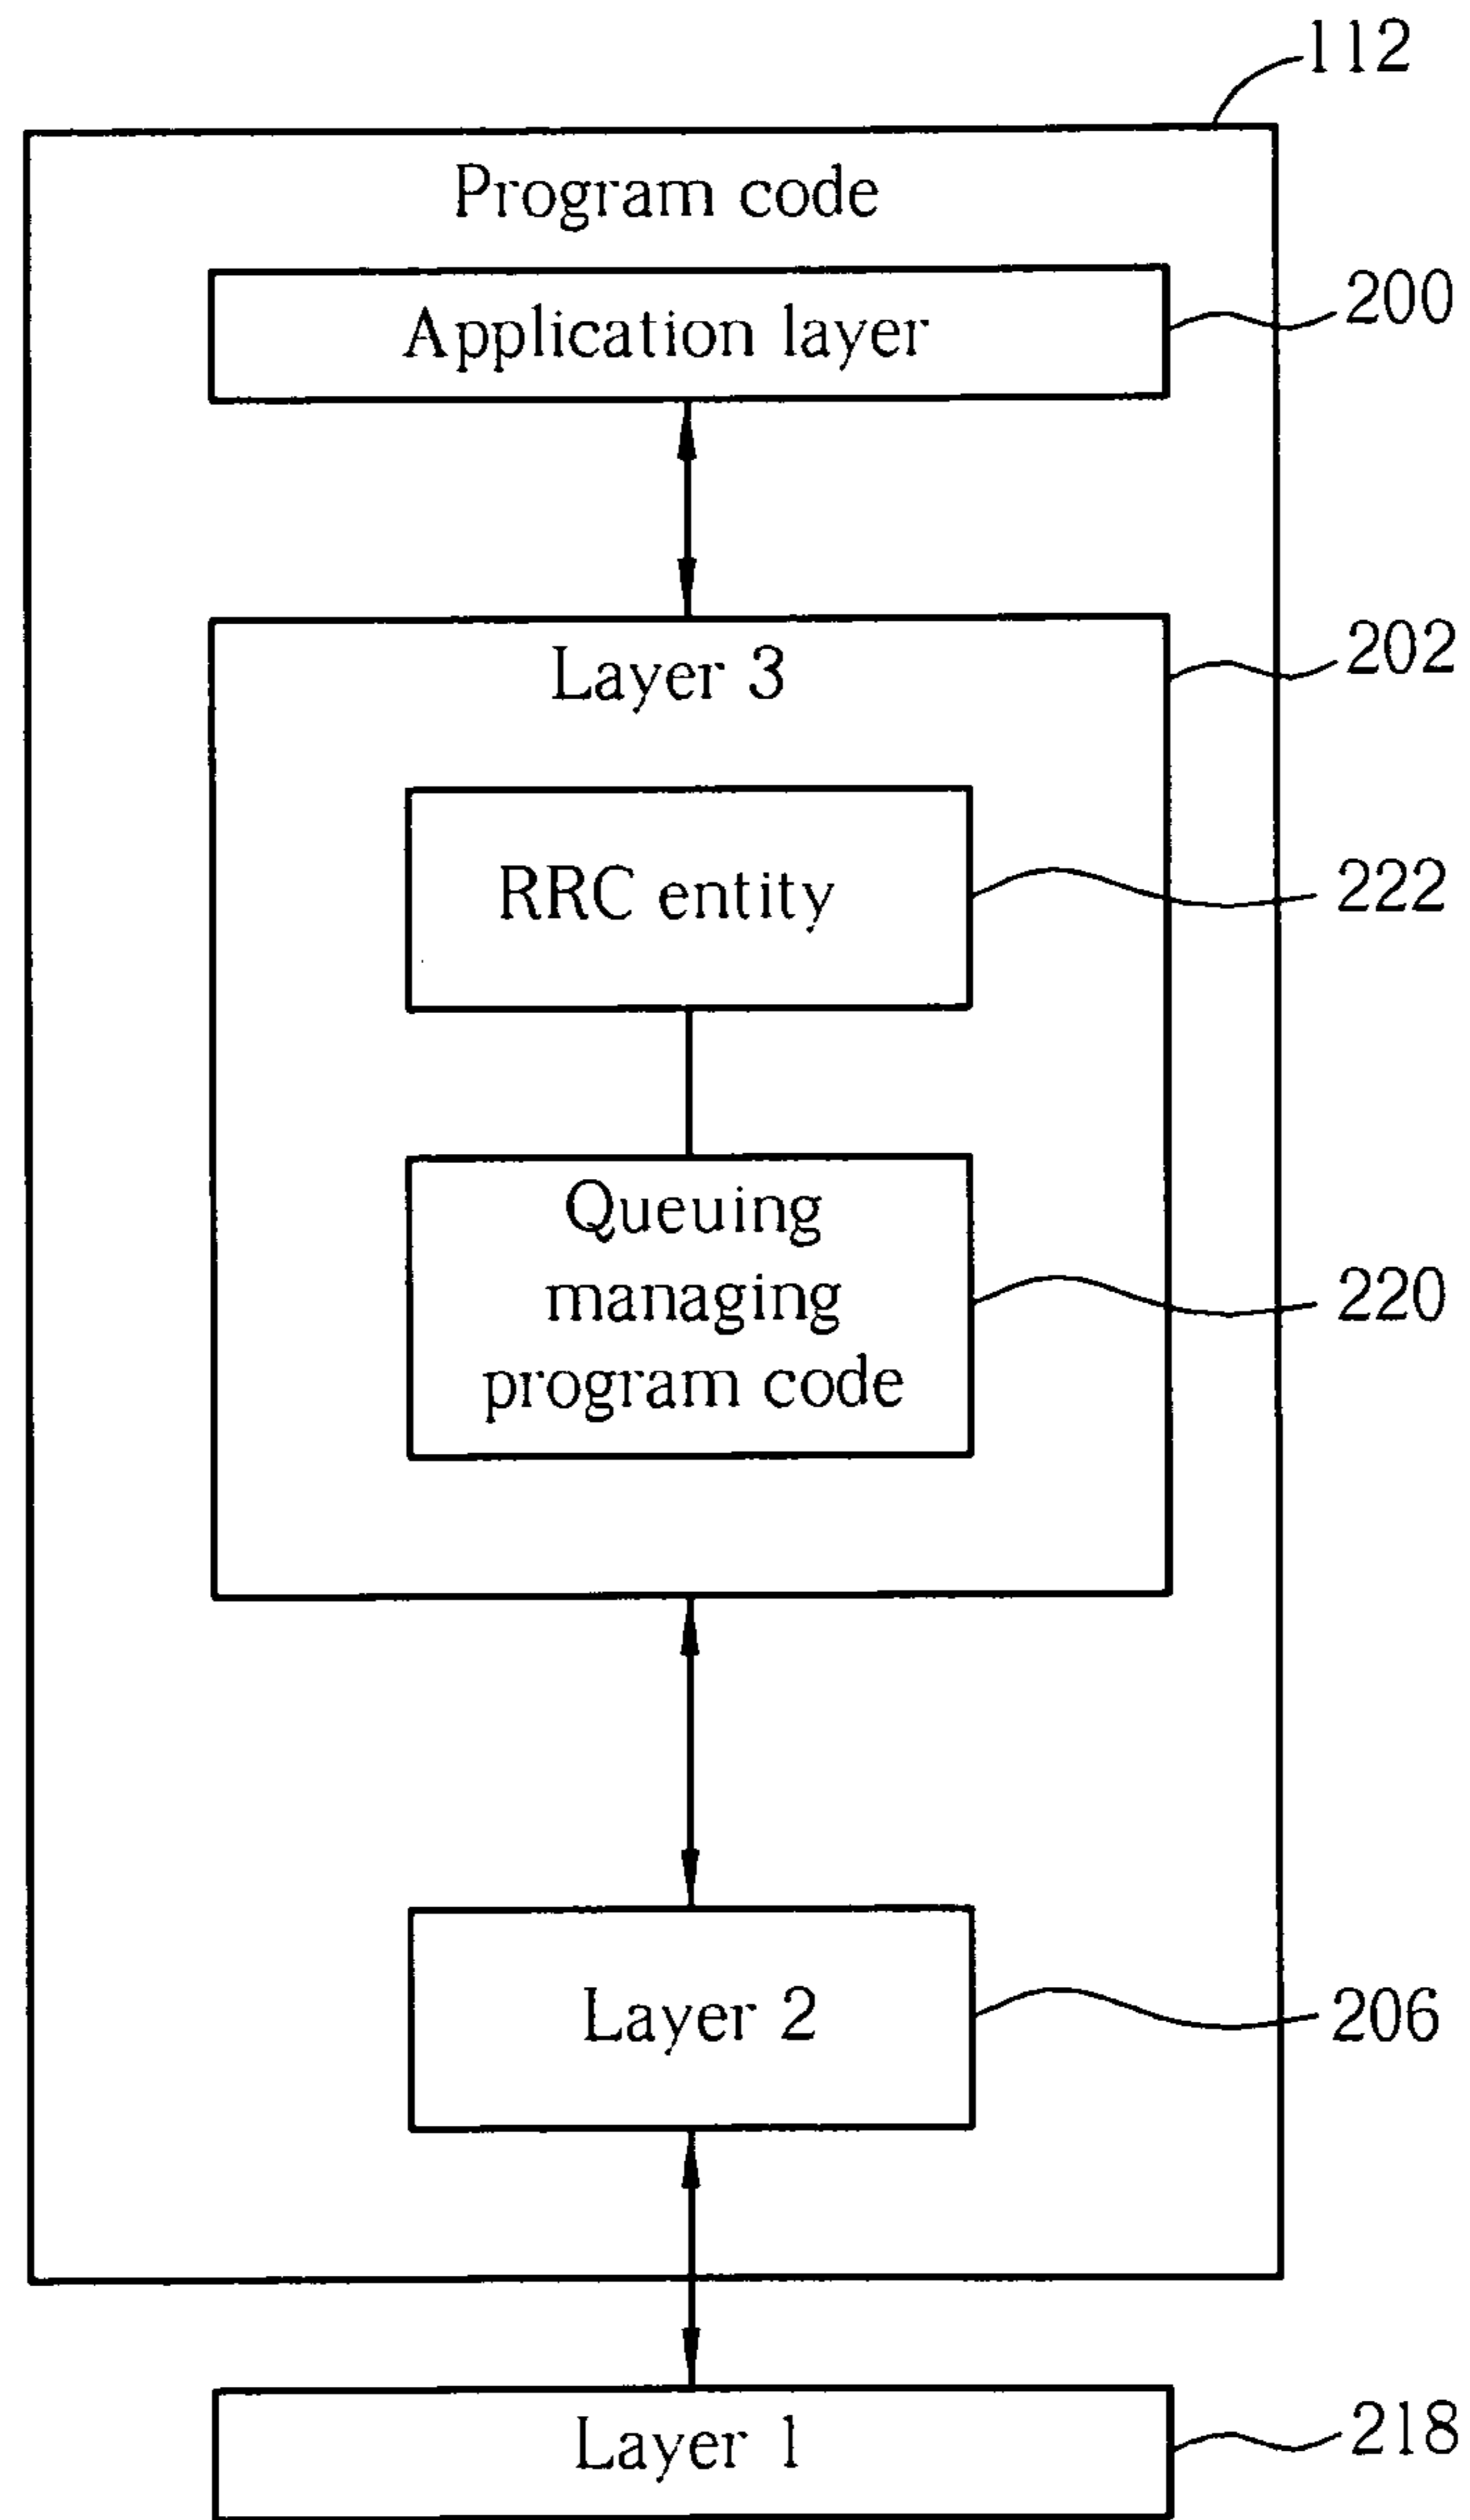 112
Program code
Application layer
200
Layer 3
202
RRC entity
222
Queuing
managing
program code
220
Layer 2
206
Layer 1
218